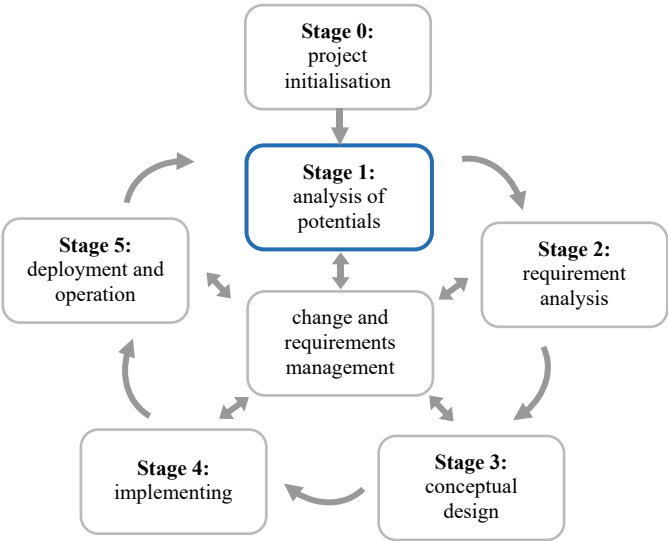 Stage 0:
project
initialisation
Stage 1:
analysis of
potentials
Stage 2:
requirement
analysis
Stage 3:
conceptual
design
Stage 4:
implementing
Stage 5:
deployment and
operation
change and
requirements
management